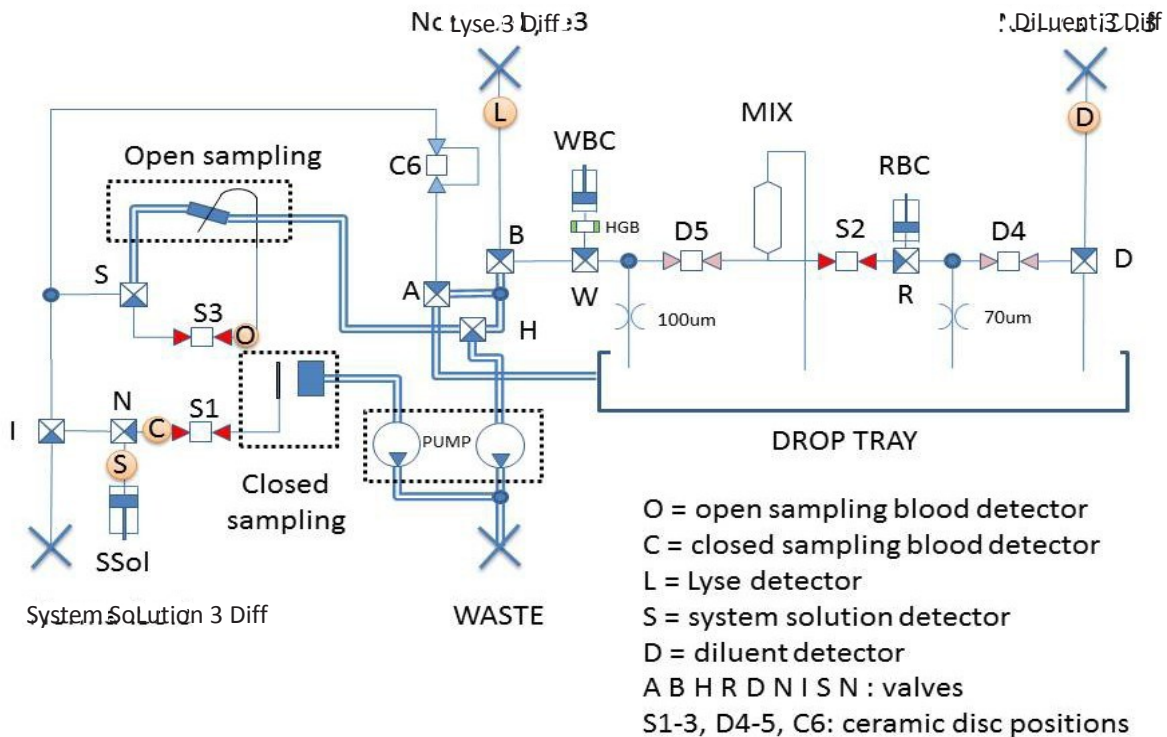 Lyse 3 Diff
DiLuent 3 Diff
L
D
MIX
WBC
Open sampling
C6
RBC
HGB
B
D5
S2
D4
S
A
W
R
D
S3
O
H
100um
70um
N
S1
I
C
PUMP
DROP TRAY
S
Closed
sampling
SSol
System SoLution 3 Diff
WASTE
O = open sampling blood detector
C = closed sampling blood detector
L = Lyse detector
S = system solution detector
D = diluent detector
A B H R D N I S N : valves
S1-3, D4-5, C6: ceramic disc positions